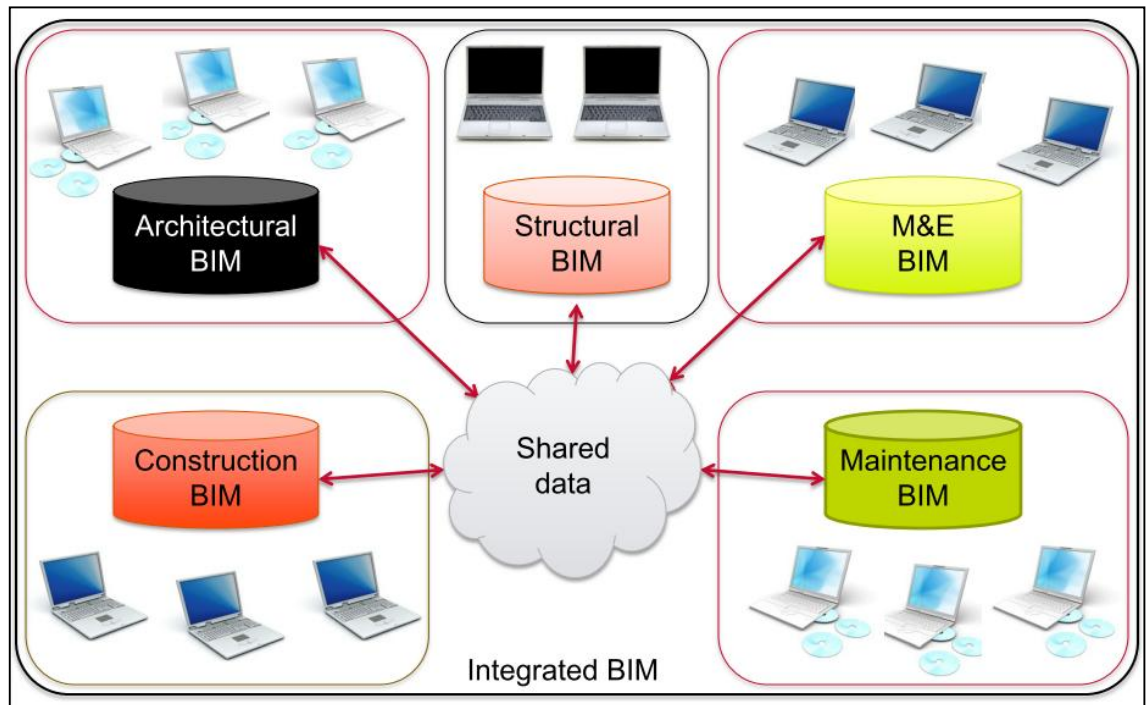 Architectural
BIM
Structural
BIM
M&E
BIM
Construction
BIM
Shared
data
Maintenance
BIM
Integrated BIM